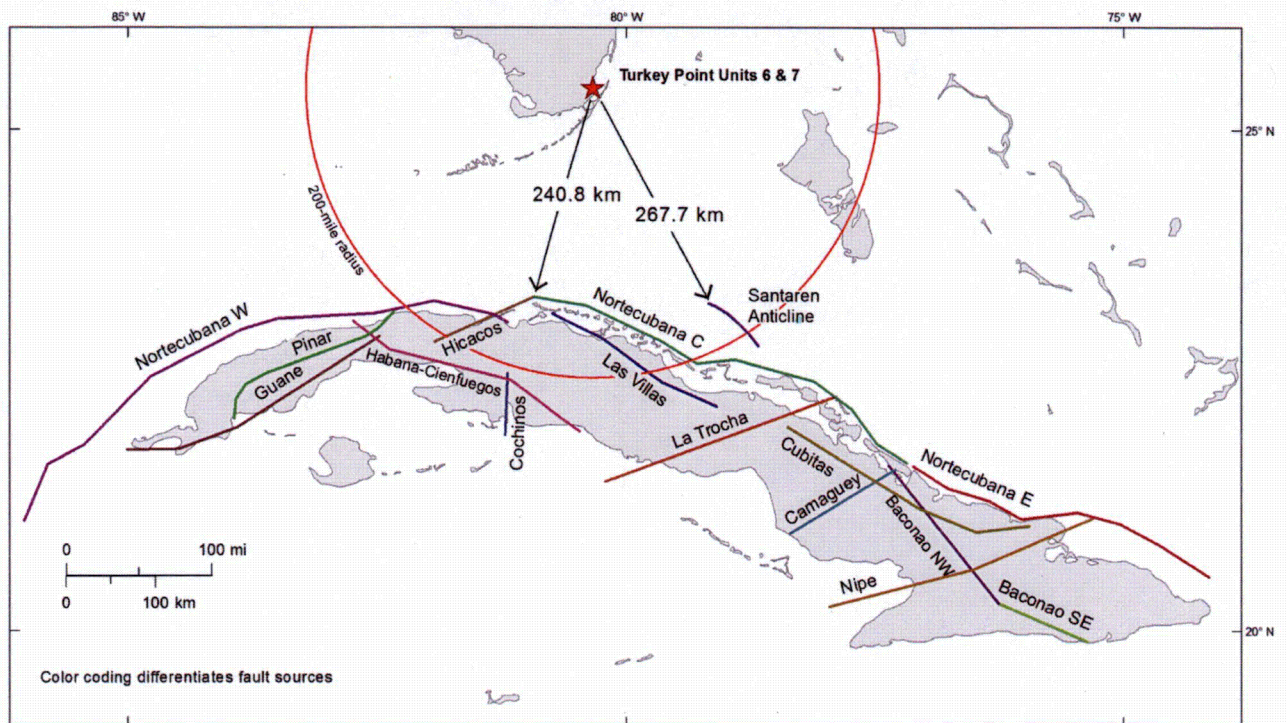 85° W
80° W
75° W
Turkey Point Units 6 & 7
25° N
240.8 km
267.7 km
200-mile radius
Santaren
Anticline
Nortecubana W
Nortecubana C
Pinar
Hicacos
Guane
Habana-Cienfuegos
Las Villas
Cochinos
La Trocha
Cubitas
Nortecubana E
Camaguey
Baconao NW
0 100 mi
0 100 km
Nipe
Baconao SE
20° N
Color coding differentiates fault sources